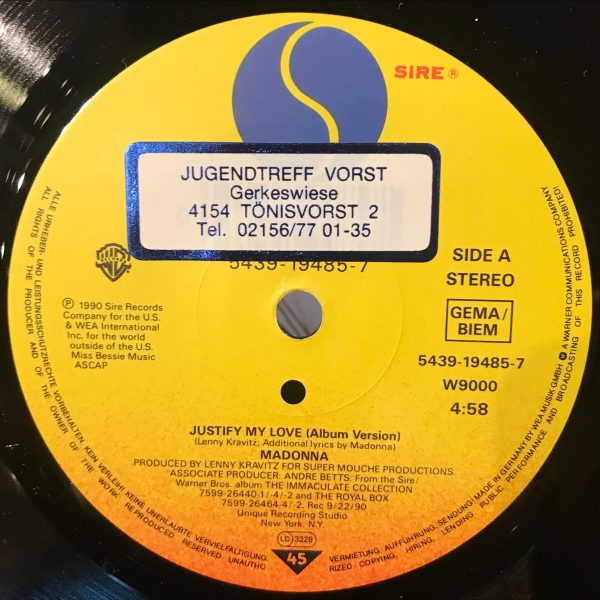 SIRE ®
JUGENDTREFF VORST
Gerkeswiese
4154 TÖNISVORST 2
Tel. 02156/77 01-35
5439-19485-7
WB
SIDE A
STEREO
℗ 1990 Sire Records
Company for the U.S.
& WEA International
Inc. for the world
outside of the U.S.
Miss Bessie Music
ASCAP
GEMA/
BIEM
5439-19485-7
W9000
4:58
JUSTIFY MY LOVE (Album Version)
(Lenny Kravitz; Additional lyrics by Madonna)
MADONNA
PRODUCED BY LENNY KRAVITZ FOR SUPER MOUCHE PRODUCTIONS.
ASSOCIATE PRODUCER: ANDRE BETTS. From the Sire/
Warner Bros. album THE IMMACULATE COLLECTION
7599-26440-1/-4/-2 and THE ROYAL BOX
7599-26464-4/-2. Rec 9/22/90
Unique Recording Studio
New York, N.Y
LC 3228
45
ALLE URHEBER- UND LEISTUNGSSCHUTZRECHTE VORBEHALTEN. KEIN VERLEIH! KEINE UNERLAUBTE VERVIELFÄLTIGUNG,
VERMIETUNG, AUFFÜHRUNG, SENDUNG! MADE IN GERMANY BY WEA MUSIK GMBH A WARNER COMMUNICATIONS COMPANY
ALL RIGHTS OF THE PRODUCER AND OF THE OWNER OF THE WORK REPRODUCED RESERVED UNAUTHO
RIZED COPYING, HIRING, LENDING PUBLIC PERFORMANCE AND BROADCASTING OF THIS RECORD PROHIBITED!